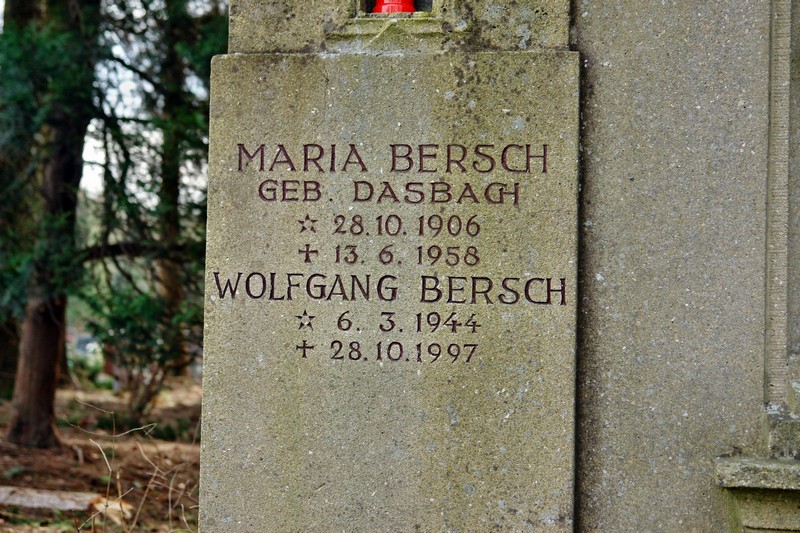 MARIA BERSCH
GEB. DASBACH
☆ 28.10.1906
✝ 13. 6. 1958
WOLFGANG BERSCH
☆ 6. 3. 1944
✝ 28.10.1997